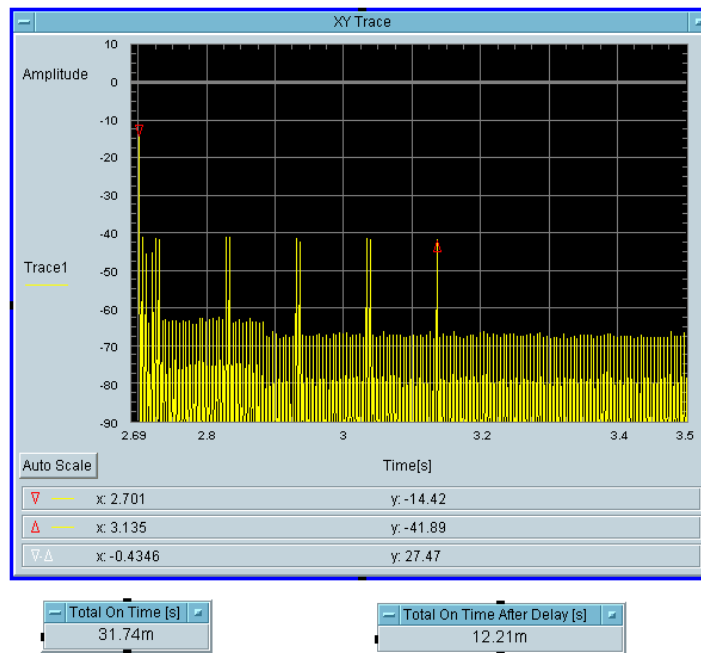 XY Trace
Amplitude
10
0
-10
-20
-30
-40
-50
-60
-70
-80
-90
Trace1
2.69 2.8 3 3.2 3.4 3.5
Auto Scale Time[s]
x: 2.701 y: -14.42
x: 3.135 y: -41.89
x: -0.4346 y: 27.47
Total On Time [s] Total On Time After Delay [s]
31.74m 12.21m